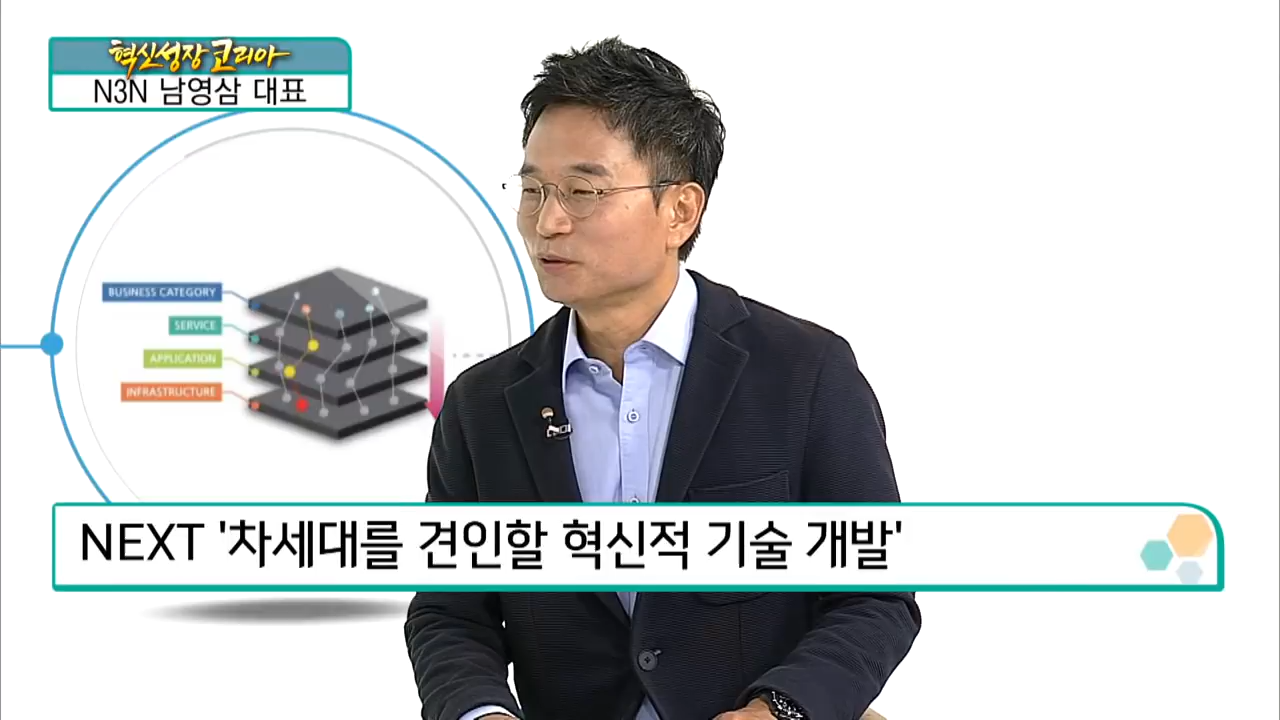 혁신성장 코리아
N3N 남영삼 대표
BUSINESS CATEGORY
SERVICE
APPLICATION
INFRASTRUCTURE
NEXT '차세대를 견인할 혁신적 기술 개발'